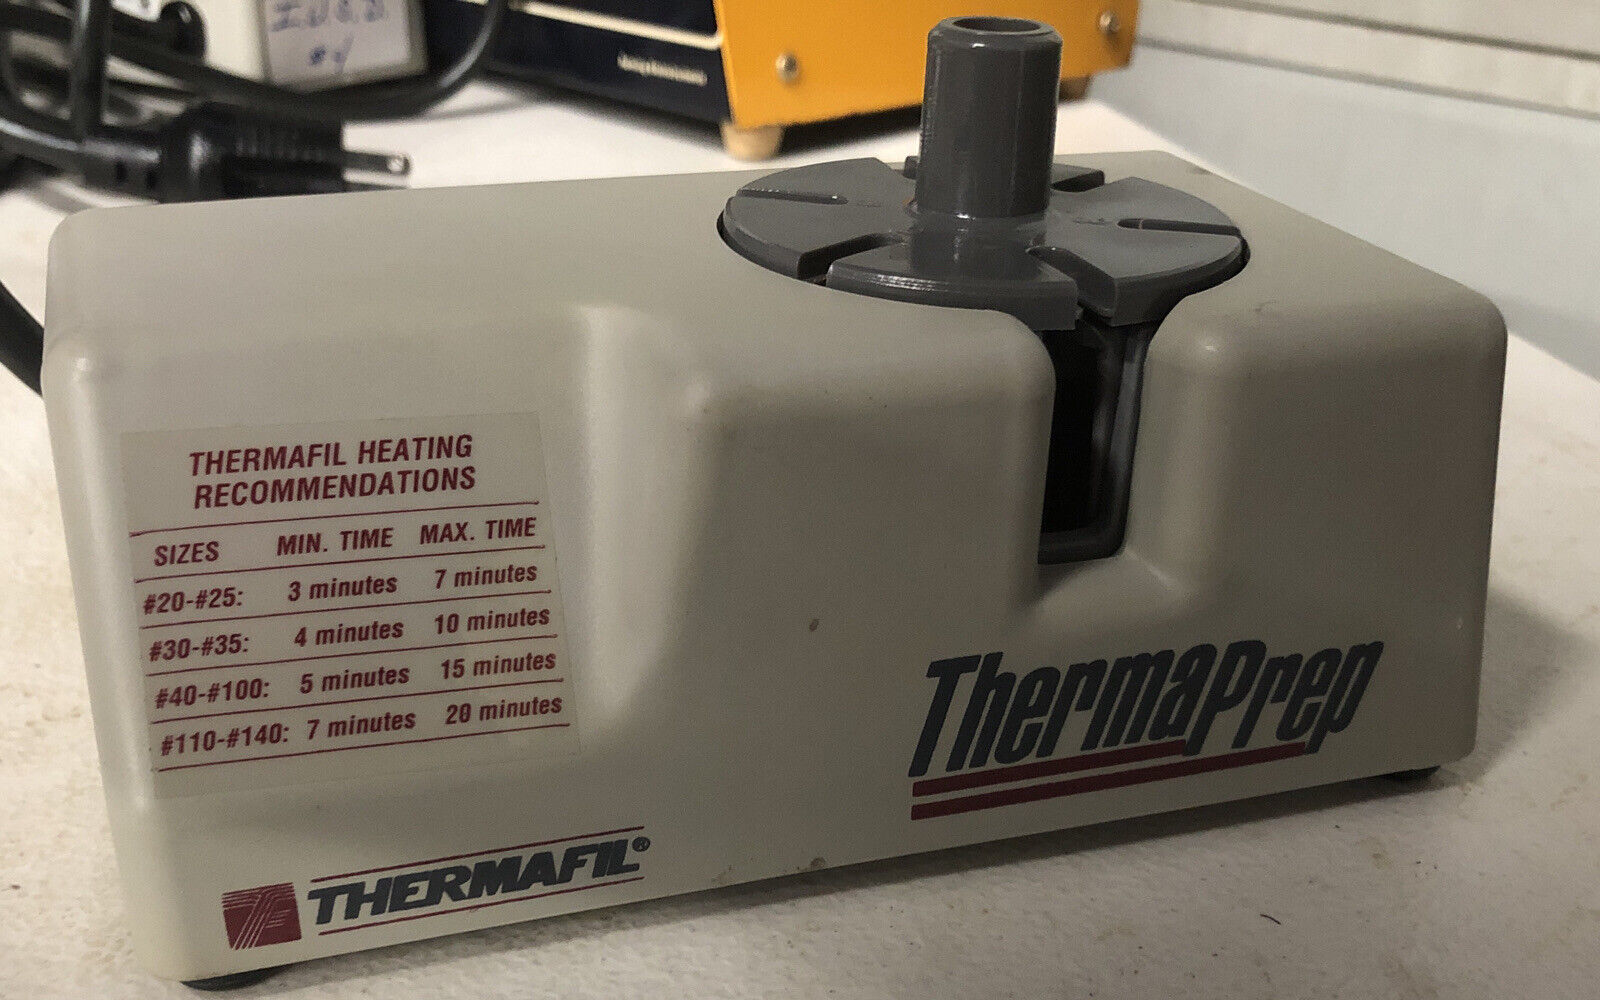 I.U.S.D.
#4
THERMAFIL HEATING
RECOMMENDATIONS
SIZES MIN. TIME MAX. TIME
#20-#25: 3 minutes 7 minutes
#30-#35: 4 minutes 10 minutes
#40-#100: 5 minutes 15 minutes
#110-#140: 7 minutes 20 minutes
ThermaPrep
THERMAFIL®